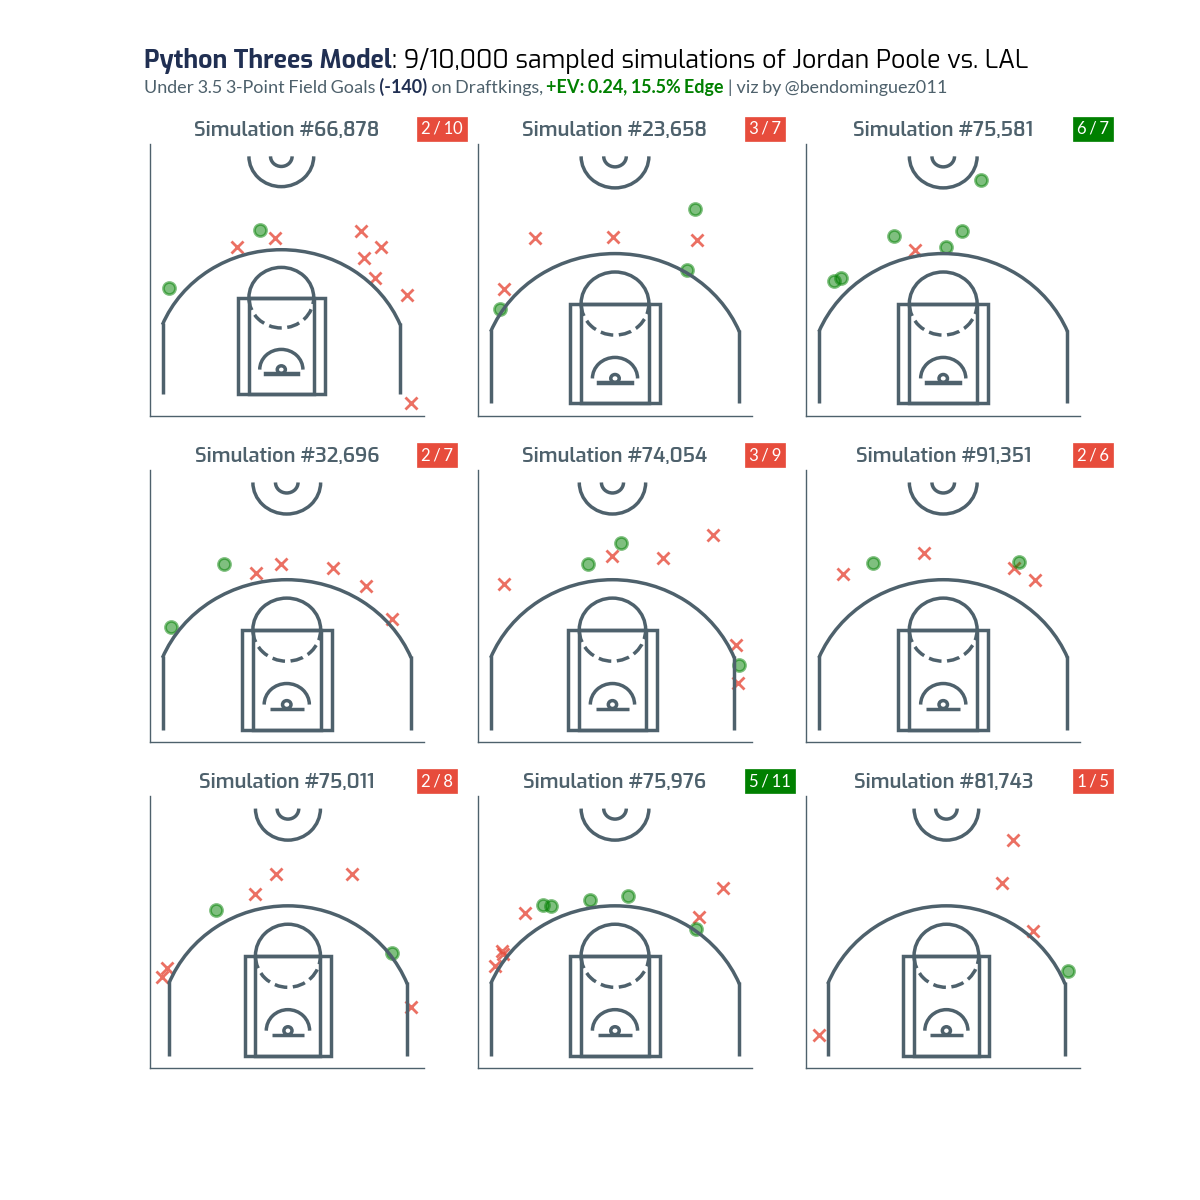 Python Threes Model: 9/10,000 sampled simulations of Jordan Poole vs. LAL
Under 3.5 3-Point Field Goals (-140) on Draftkings, +EV: 0.24, 15.5% Edge | viz by @bendominguez011
Simulation #66,878 2 / 10
Simulation #23,658 3 / 7
Simulation #75,581 6 / 7
Simulation #32,696 2 / 7
Simulation #74,054 3 / 9
Simulation #91,351 2 / 6
Simulation #75,011 2 / 8
Simulation #75,976 5 / 11
Simulation #81,743 1 / 5